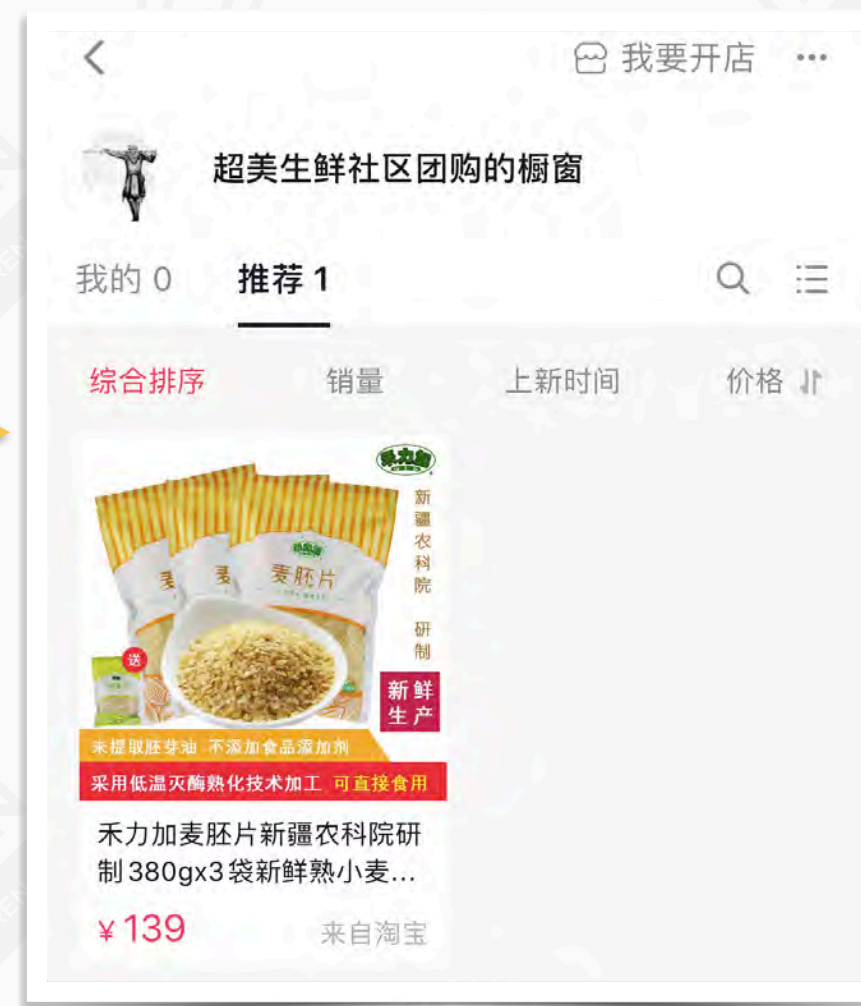 我要开店
超美生鲜社区团购的橱窗
我的 0 推荐 1
综合排序 销量 上新时间 价格
禾力加
新疆农科院 研制
麦胚片
送
新鲜
生产
未提取胚芽油 不添加食品添加剂
采用低温灭酶熟化技术加工 可直接食用
禾力加麦胚片新疆农科院研
制380gx3袋新鲜熟小麦...
¥139 来自淘宝